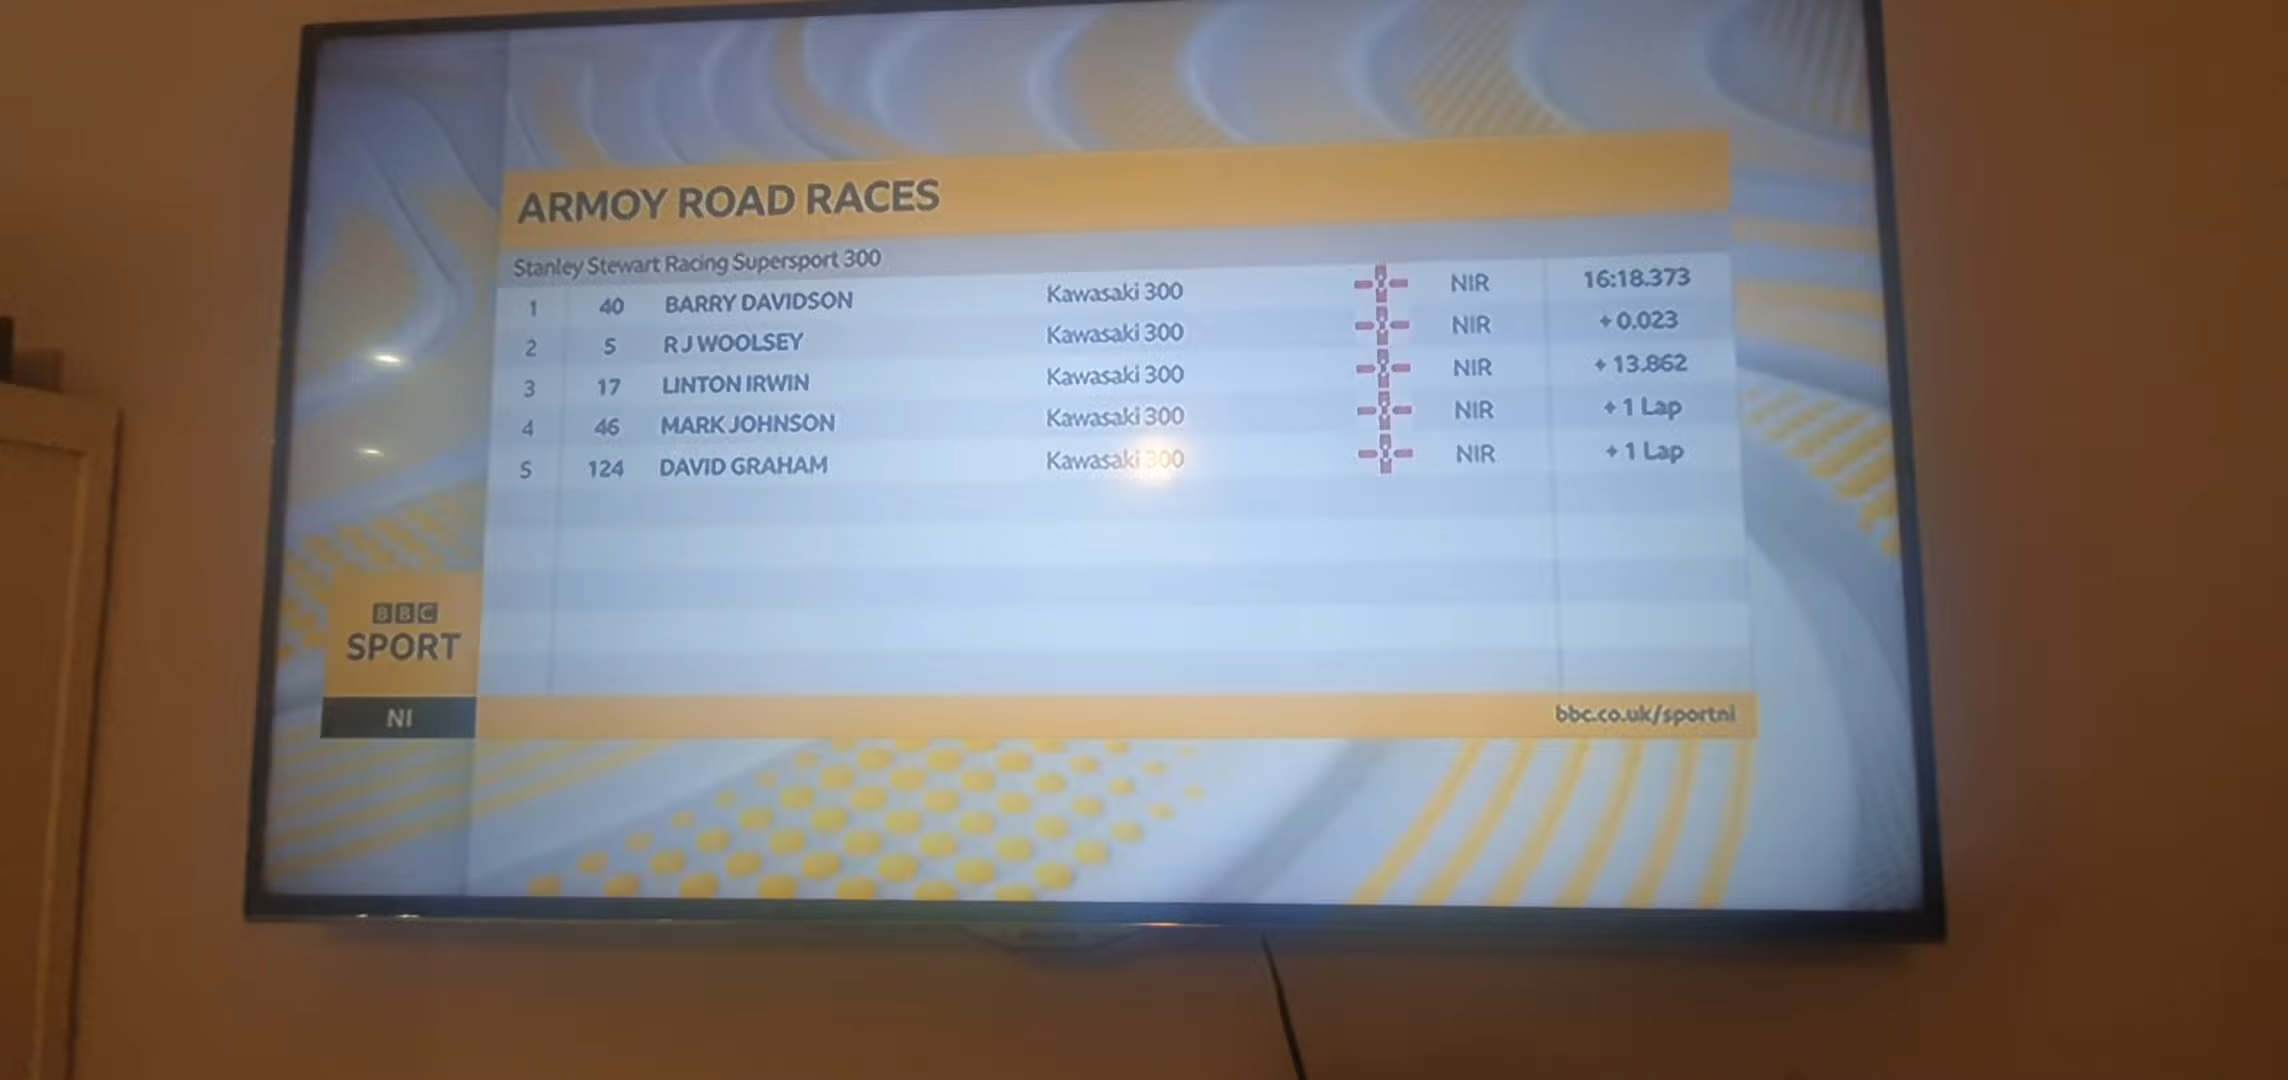 ARMOY ROAD RACES
Stanley Stewart Racing Supersport 300
1 40 BARRY DAVIDSON Kawasaki 300 NIR 16:18.373
2 5 RJ WOOLSEY Kawasaki 300 NIR + 0.023
3 17 LINTON IRWIN Kawasaki 300 NIR + 13.862
4 46 MARK JOHNSON Kawasaki 300 NIR + 1 Lap
5 124 DAVID GRAHAM Kawasaki 300 NIR + 1 Lap
BBC
SPORT
NI
bbc.co.uk/sportni